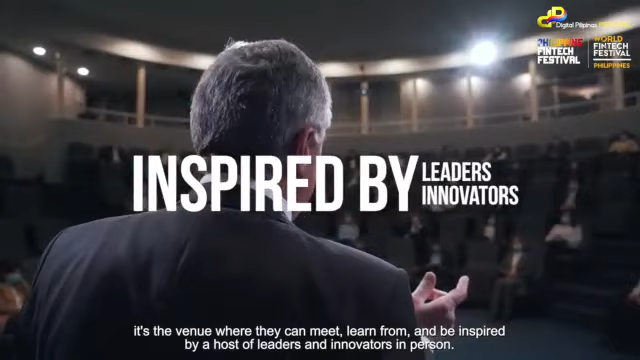 Digital Pilipinas
PHILIPPINE
FINTECH
FESTIVAL
WORLD
FINTECH
FESTIVAL
PHILIPPINES
INSPIRED BY
LEADERS
INNOVATORS
it's the venue where they can meet, learn from, and be inspired
by a host of leaders and innovators in person.